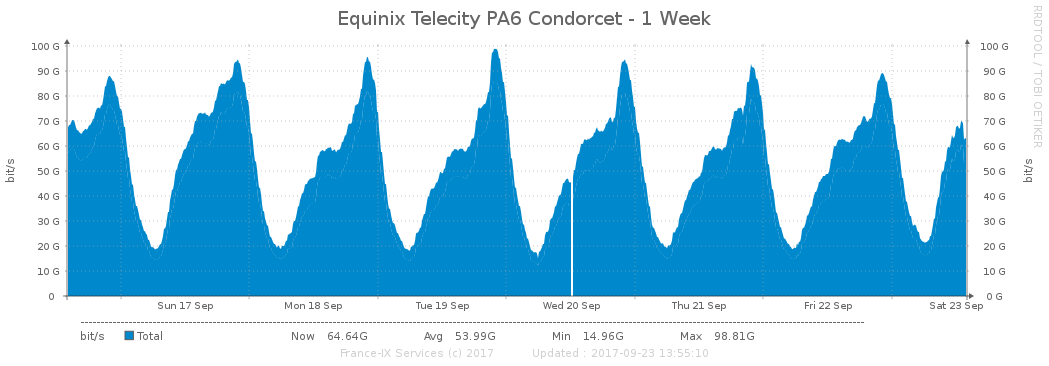 Equinix Telecity PA6 Condorcet - 1 Week
RRDTOOL / TOBI OETIKER
bit/s
100 G
90 G
80 G
70 G
60 G
50 G
40 G
30 G
20 G
10 G
0
100 G
90 G
80 G
70 G
60 G
50 G
40 G
30 G
20 G
10 G
0 G
bit/s
Sun 17 Sep Mon 18 Sep Tue 19 Sep Wed 20 Sep Thu 21 Sep Fri 22 Sep Sat 23 Sep
bit/s Total Now 64.64G Avg 53.99G Min 14.96G Max 98.81G
France-IX Services (c) 2017 Updated : 2017-09-23 13:55:10